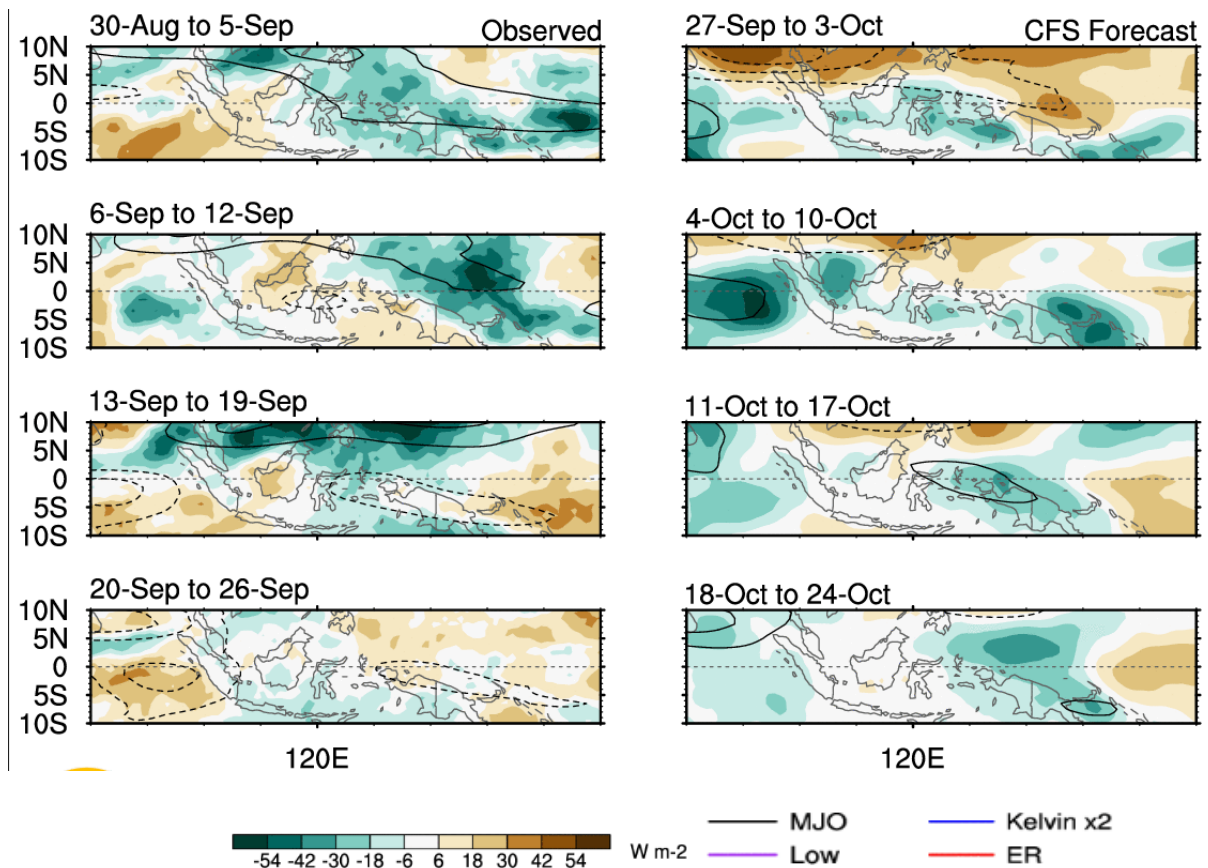 30-Aug to 5-Sep Observed
10N
5N
0
5S
10S
6-Sep to 12-Sep
10N
5N
0
5S
10S
13-Sep to 19-Sep
10N
5N
0
5S
10S
20-Sep to 26-Sep
10N
5N
0
5S
10S
120E
27-Sep to 3-Oct CFS Forecast
4-Oct to 10-Oct
11-Oct to 17-Oct
18-Oct to 24-Oct
120E
-54 -42 -30 -18 -6 6 18 30 42 54 W m-2
MJO Kelvin x2
Low ER